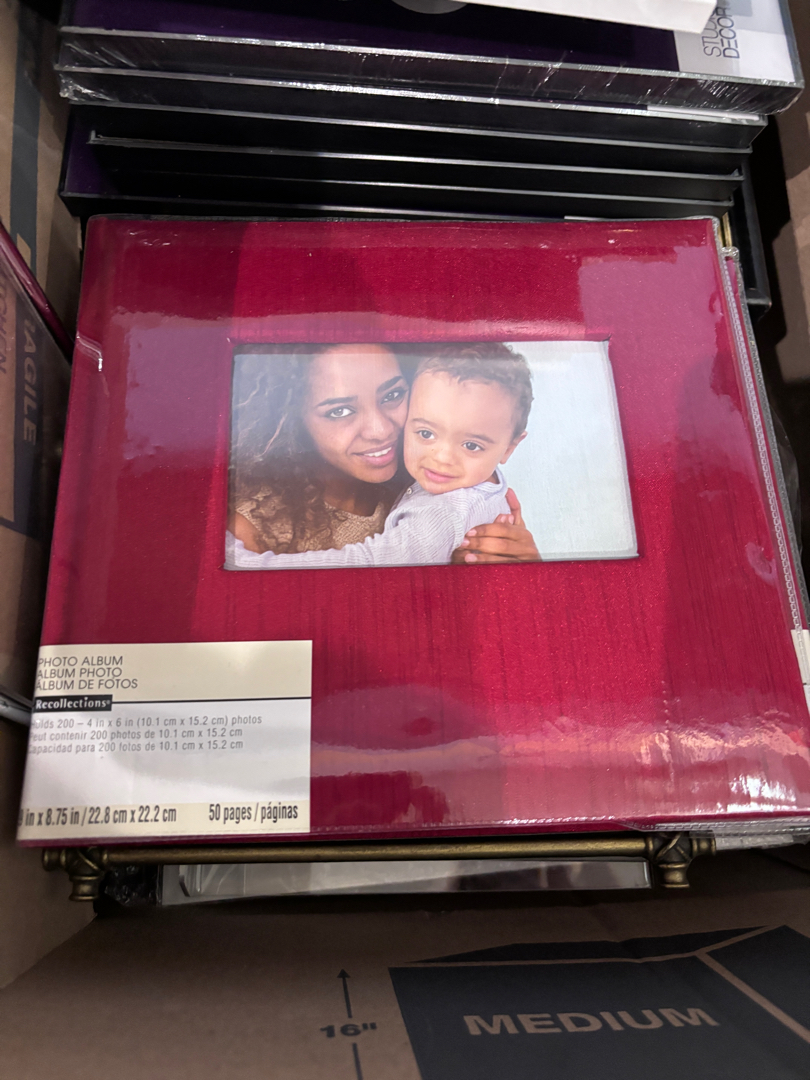 STUD
DECOR
AGILE
PHOTO ALBUM
ALBUM PHOTO
ÁLBUM DE FOTOS
Recollections®
Holds 200 – 4 in x 6 in (10.1 cm x 15.2 cm) photos
Peut contenir 200 photos de 10.1 cm x 15.2 cm
Capacidad para 200 fotos de 10.1 cm x 15.2 cm
9 in x 8.75 in / 22.8 cm x 22.2 cm 50 pages / páginas
16"
MEDIUM